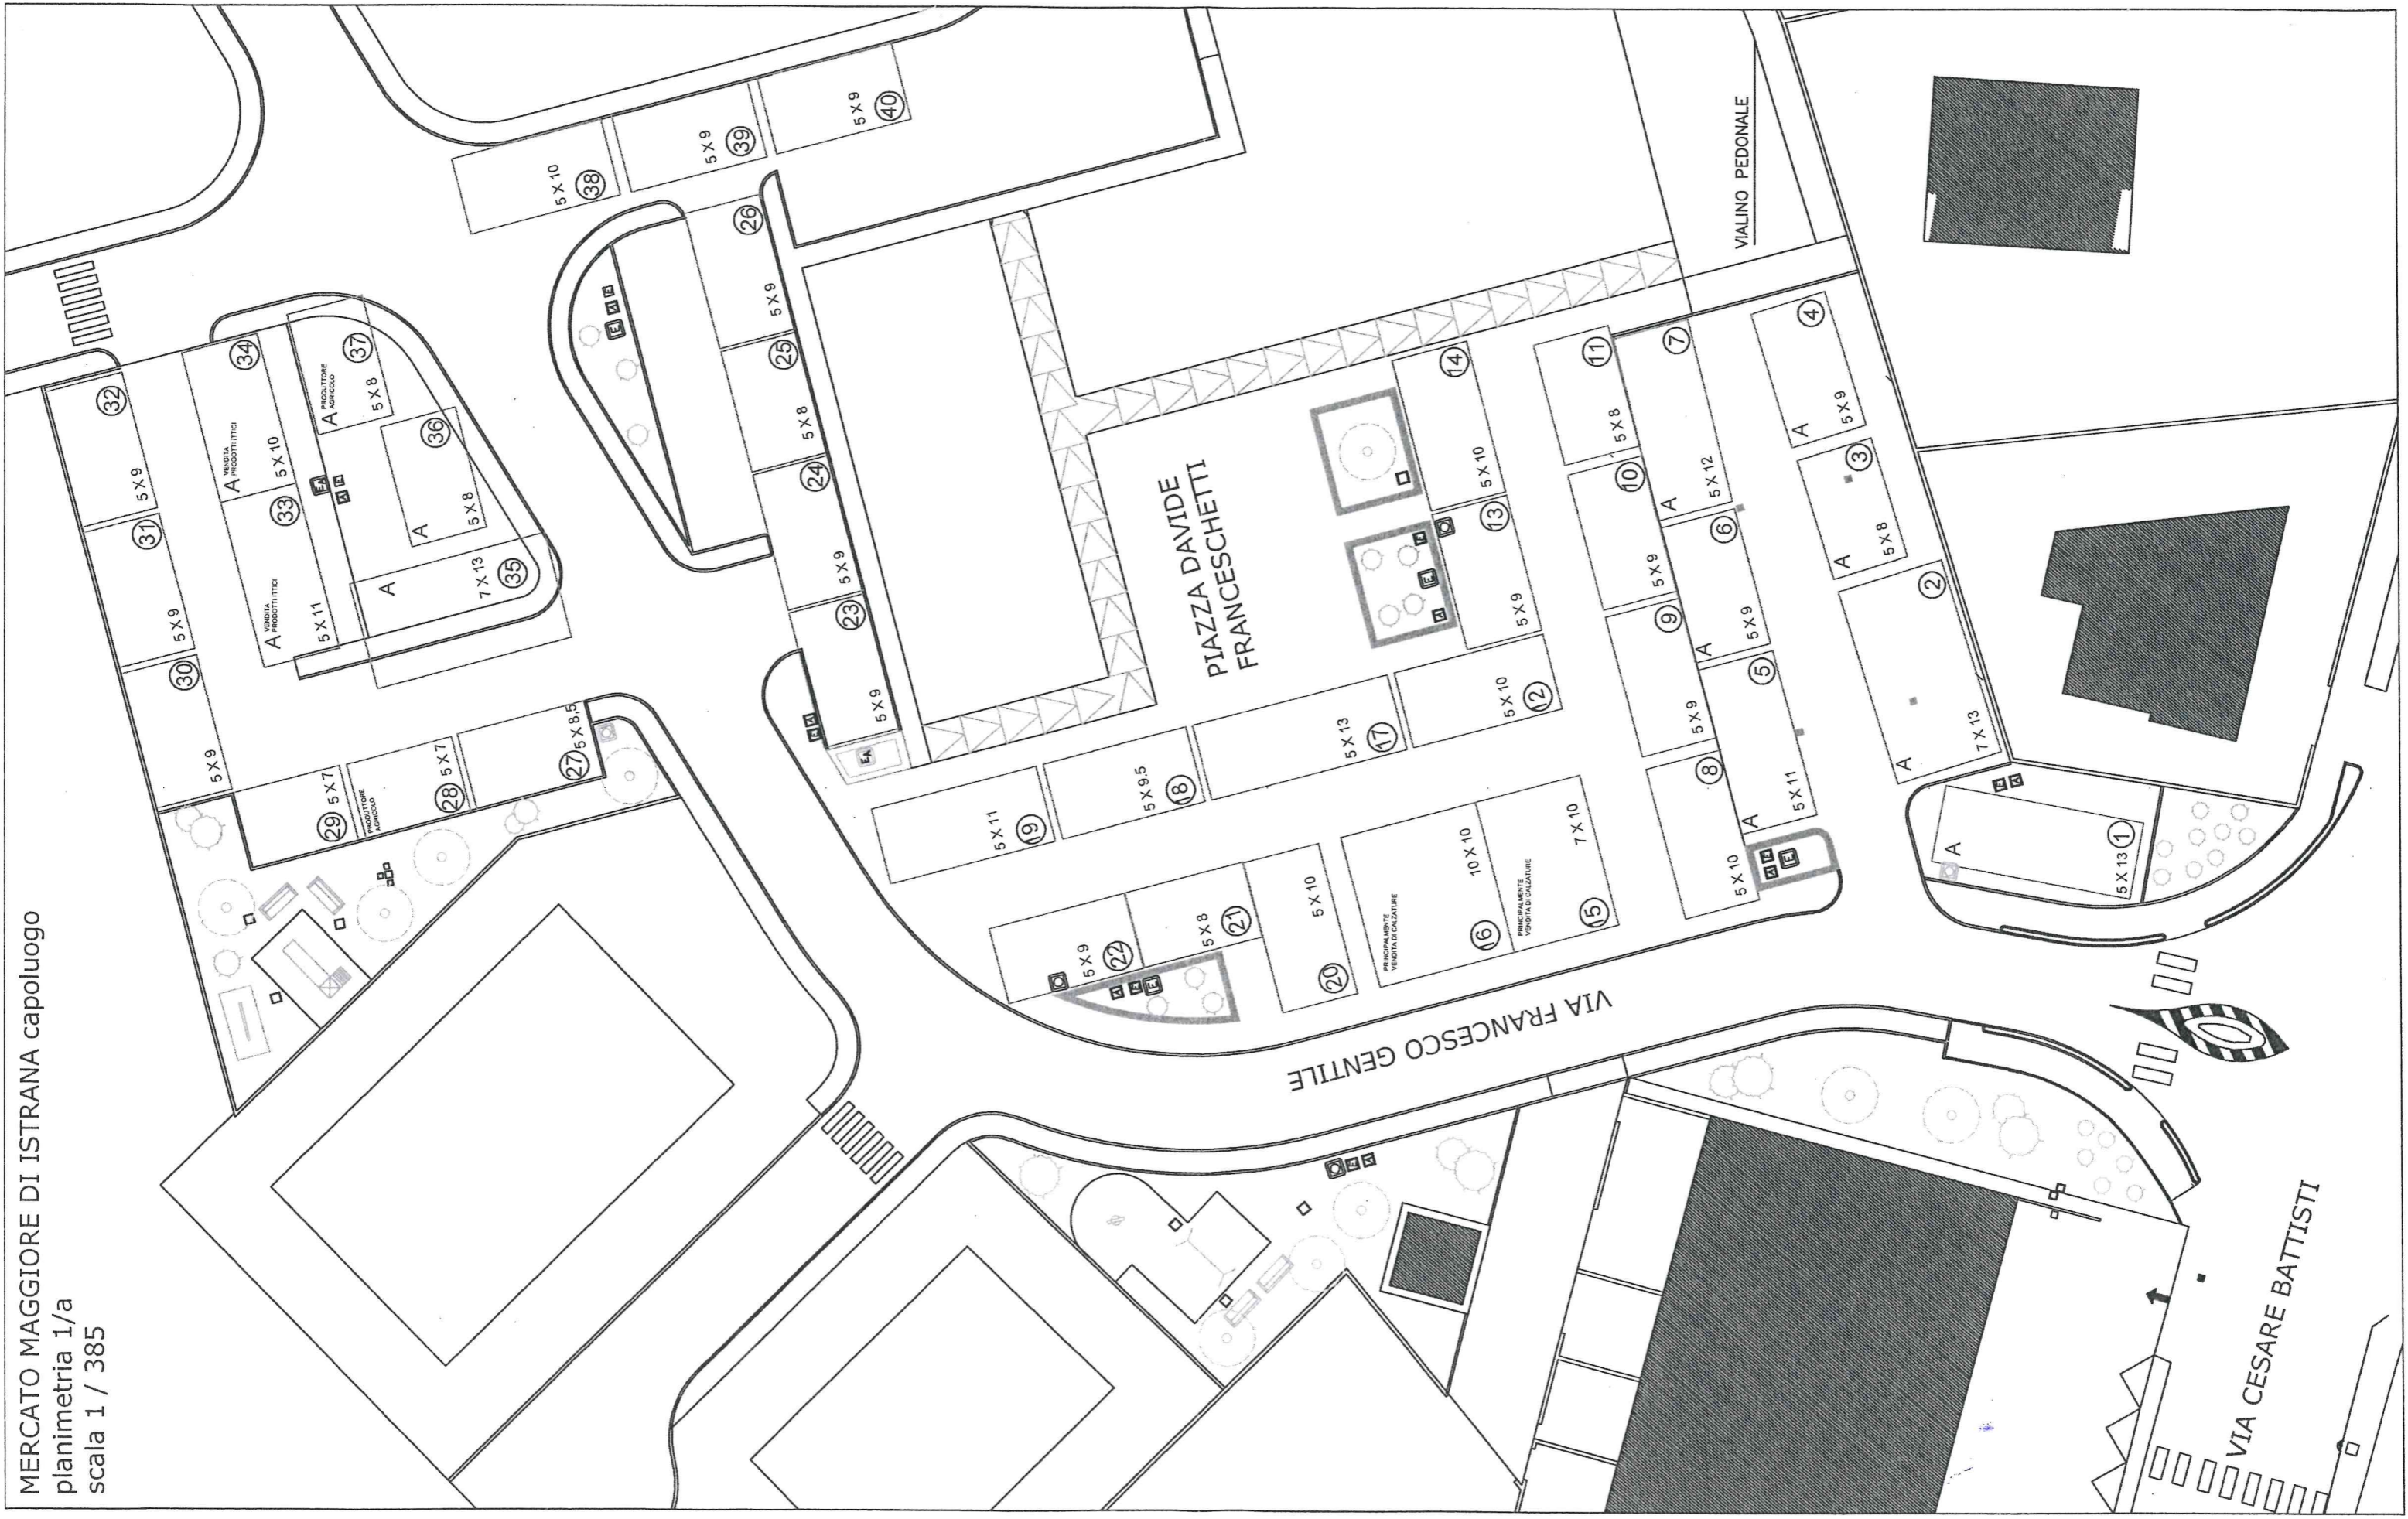 MERCATO MAGGIORE DI ISTRANA capoluogo
planimetria 1/a
scala 1 / 385
32
5 X 9
31
5 X 9
30
5 X 9
34
A VENDITA
PRODOTTI ITTICI
5 X 10
33
A VENDITA
PRODOTTI ITTICI
5 X 11
37
A PRODUTTORE
AGRICOLO
5 X 8
36
A
5 X 8
35
A
7 X 13
EA
29 5 X 7
PRODUTTORE
AGRICOLO
28 5 X 7
27 5 X 8,5
5 X 10
38
5 X 9
39
5 X 9
40
26
5 X 9
25
5 X 8
24
5 X 9
23
5 X 9
EA
5 X 11
19
5 X 9.5
18
5 X 13
17
5 X 10
12
5 X 9
22
5 X 8
21
5 X 10
20
PRINCIPALMENTE
VENDITA DI CALZATURE
10 X 10
16
PRINCIPALMENTE
VENDITA DI CALZATURE
7 X 10
15
PIAZZA DAVIDE
FRANCESCHETTI
14
5 X 10
13
5 X 9
11
5 X 8
10
5 X 9
9
5 X 9
8
5 X 10
7
A
5 X 12
6
A
5 X 9
5
A
5 X 11
4
A
5 X 9
3
A
5 X 8
2
A
7 X 13
A
5 X 13 1
VIALINO PEDONALE
VIA FRANCESCO GENTILE
VIA CESARE BATTISTI